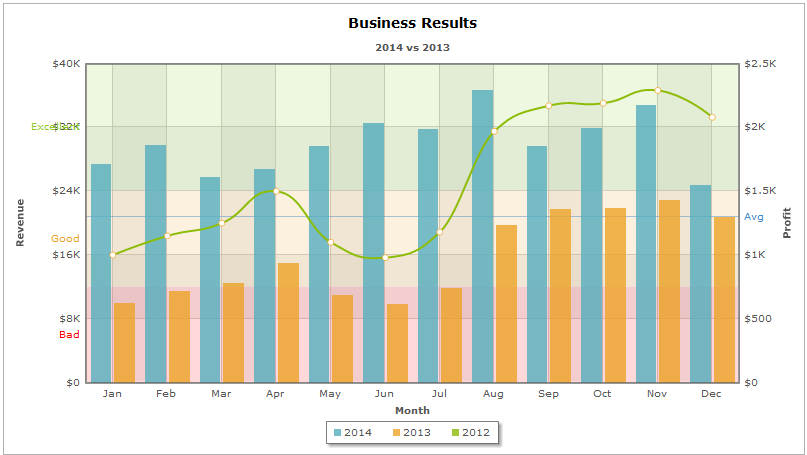 Business Results
2014 vs 2013
$40K
$32K
$24K
$16K
$8K
$0
Excellent
Good
Bad
Revenue
$2.5K
$2K
$1.5K
$1K
$500
$0
Avg
Profit
Jan Feb Mar Apr May Jun Jul Aug Sep Oct Nov Dec
Month
2014 2013 2012